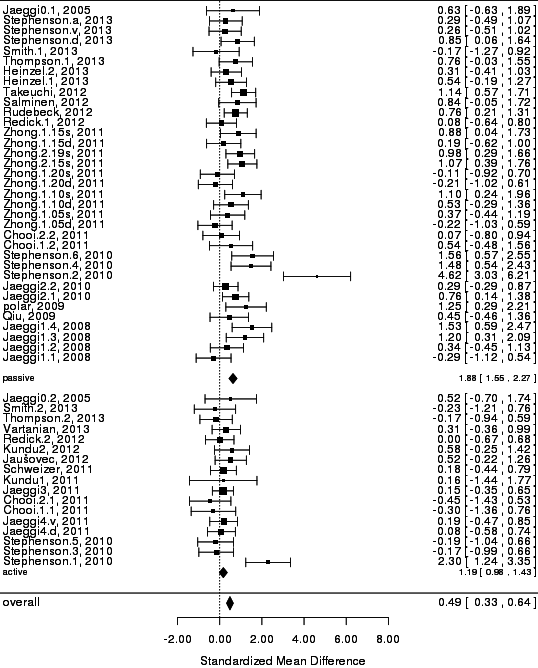 Jaeggi0.1, 2005 0.63 [ -0.63 , 1.89 ]
Stephenson.a, 2013 0.29 [ -0.49 , 1.07 ]
Stephenson.v, 2013 0.26 [ -0.51 , 1.02 ]
Stephenson.d, 2013 0.85 [ 0.06 , 1.64 ]
Smith.1, 2013 -0.17 [ -1.27 , 0.92 ]
Thompson.1, 2013 0.76 [ -0.03 , 1.55 ]
Heinzel.2, 2013 0.31 [ -0.41 , 1.03 ]
Heinzel.1, 2013 0.54 [ -0.19 , 1.27 ]
Takeuchi, 2012 1.14 [ 0.57 , 1.71 ]
Salminen, 2012 0.84 [ -0.05 , 1.72 ]
Rudebeck, 2012 0.76 [ 0.21 , 1.31 ]
Redick.1, 2012 0.08 [ -0.64 , 0.80 ]
Zhong.1.15s, 2011 0.88 [ 0.04 , 1.73 ]
Zhong.1.15d, 2011 0.19 [ -0.62 , 1.00 ]
Zhong.2.19s, 2011 0.98 [ 0.29 , 1.66 ]
Zhong.2.15s, 2011 1.07 [ 0.39 , 1.76 ]
Zhong.1.20s, 2011 -0.11 [ -0.92 , 0.70 ]
Zhong.1.20d, 2011 -0.21 [ -1.02 , 0.61 ]
Zhong.1.10s, 2011 1.10 [ 0.24 , 1.96 ]
Zhong.1.10d, 2011 0.53 [ -0.29 , 1.36 ]
Zhong.1.05s, 2011 0.37 [ -0.44 , 1.19 ]
Zhong.1.05d, 2011 -0.22 [ -1.03 , 0.59 ]
Chooi.2.2, 2011 0.07 [ -0.80 , 0.94 ]
Chooi.1.2, 2011 0.54 [ -0.48 , 1.56 ]
Stephenson.6, 2010 1.56 [ 0.57 , 2.55 ]
Stephenson.4, 2010 1.48 [ 0.54 , 2.43 ]
Stephenson.2, 2010 4.62 [ 3.03 , 6.21 ]
Jaeggi2.2, 2010 0.29 [ -0.29 , 0.87 ]
Jaeggi2.1, 2010 0.76 [ 0.14 , 1.38 ]
polar, 2009 1.25 [ 0.29 , 2.21 ]
Qiu, 2009 0.45 [ -0.46 , 1.36 ]
Jaeggi1.4, 2008 1.53 [ 0.59 , 2.47 ]
Jaeggi1.3, 2008 1.20 [ 0.31 , 2.09 ]
Jaeggi1.2, 2008 0.34 [ -0.45 , 1.13 ]
Jaeggi1.1, 2008 -0.29 [ -1.12 , 0.54 ]
passive 1.88 [ 1.55 , 2.27 ]
Jaeggi0.2, 2005 0.52 [ -0.70 , 1.74 ]
Smith.2, 2013 -0.23 [ -1.21 , 0.76 ]
Thompson.2, 2013 -0.17 [ -0.94 , 0.59 ]
Vartanian, 2013 0.31 [ -0.36 , 0.99 ]
Redick.2, 2012 0.00 [ -0.67 , 0.68 ]
Kundu2, 2012 0.58 [ -0.25 , 1.42 ]
Jaušovec, 2012 0.52 [ -0.22 , 1.26 ]
Schweizer, 2011 0.18 [ -0.44 , 0.79 ]
Kundu1, 2011 0.16 [ -1.44 , 1.77 ]
Jaeggi3, 2011 0.15 [ -0.35 , 0.65 ]
Chooi.2.1, 2011 -0.45 [ -1.43 , 0.53 ]
Chooi.1.1, 2011 -0.30 [ -1.36 , 0.76 ]
Jaeggi4.v, 2011 0.19 [ -0.47 , 0.85 ]
Jaeggi4.d, 2011 0.08 [ -0.58 , 0.74 ]
Stephenson.5, 2010 -0.19 [ -1.04 , 0.66 ]
Stephenson.3, 2010 -0.17 [ -0.99 , 0.66 ]
Stephenson.1, 2010 2.30 [ 1.24 , 3.35 ]
active 1.19 [ 0.98 , 1.43 ]
overall 0.49 [ 0.33 , 0.64 ]
-2.00 0.00 2.00 4.00 6.00 8.00
Standardized Mean Difference